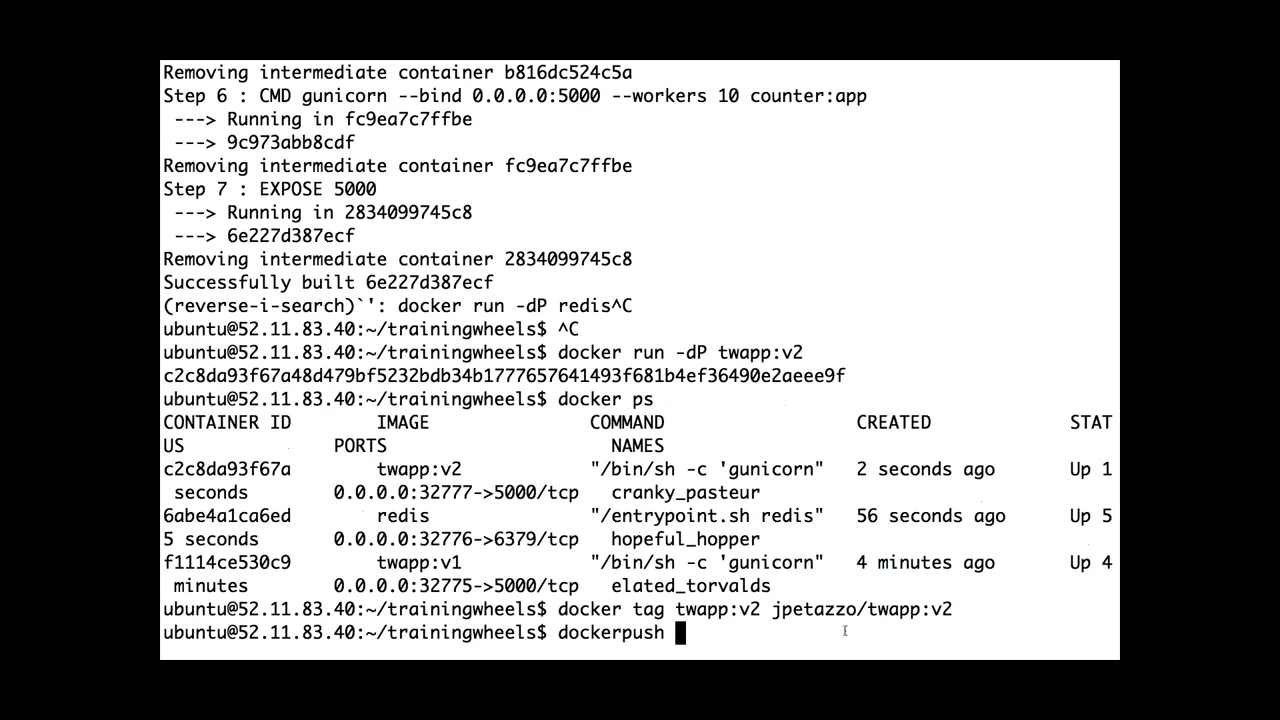 Removing intermediate container b816dc524c5a
Step 6 : CMD gunicorn --bind 0.0.0.0:5000 --workers 10 counter:app
 ---> Running in fc9ea7c7ffbe
 ---> 9c973abb8cdf
Removing intermediate container fc9ea7c7ffbe
Step 7 : EXPOSE 5000
 ---> Running in 2834099745c8
 ---> 6e227d387ecf
Removing intermediate container 2834099745c8
Successfully built 6e227d387ecf
(reverse-i-search)`': docker run -dP redis^C
ubuntu@52.11.83.40:~/trainingwheels$ ^C
ubuntu@52.11.83.40:~/trainingwheels$ docker run -dP twapp:v2
c2c8da93f67a48d479bf5232bdb34b1777657641493f681b4ef36490e2aeee9f
ubuntu@52.11.83.40:~/trainingwheels$ docker ps
CONTAINER ID        IMAGE               COMMAND                  CREATED             STAT
US              PORTS                     NAMES
c2c8da93f67a        twapp:v2            "/bin/sh -c 'gunicorn"   2 seconds ago       Up 1
 seconds        0.0.0.0:32777->5000/tcp   cranky_pasteur
6abe4a1ca6ed        redis               "/entrypoint.sh redis"   56 seconds ago      Up 5
5 seconds       0.0.0.0:32776->6379/tcp   hopeful_hopper
f1114ce530c9        twapp:v1            "/bin/sh -c 'gunicorn"   4 minutes ago       Up 4
 minutes        0.0.0.0:32775->5000/tcp   elated_torvalds
ubuntu@52.11.83.40:~/trainingwheels$ docker tag twapp:v2 jpetazzo/twapp:v2
ubuntu@52.11.83.40:~/trainingwheels$ dockerpush